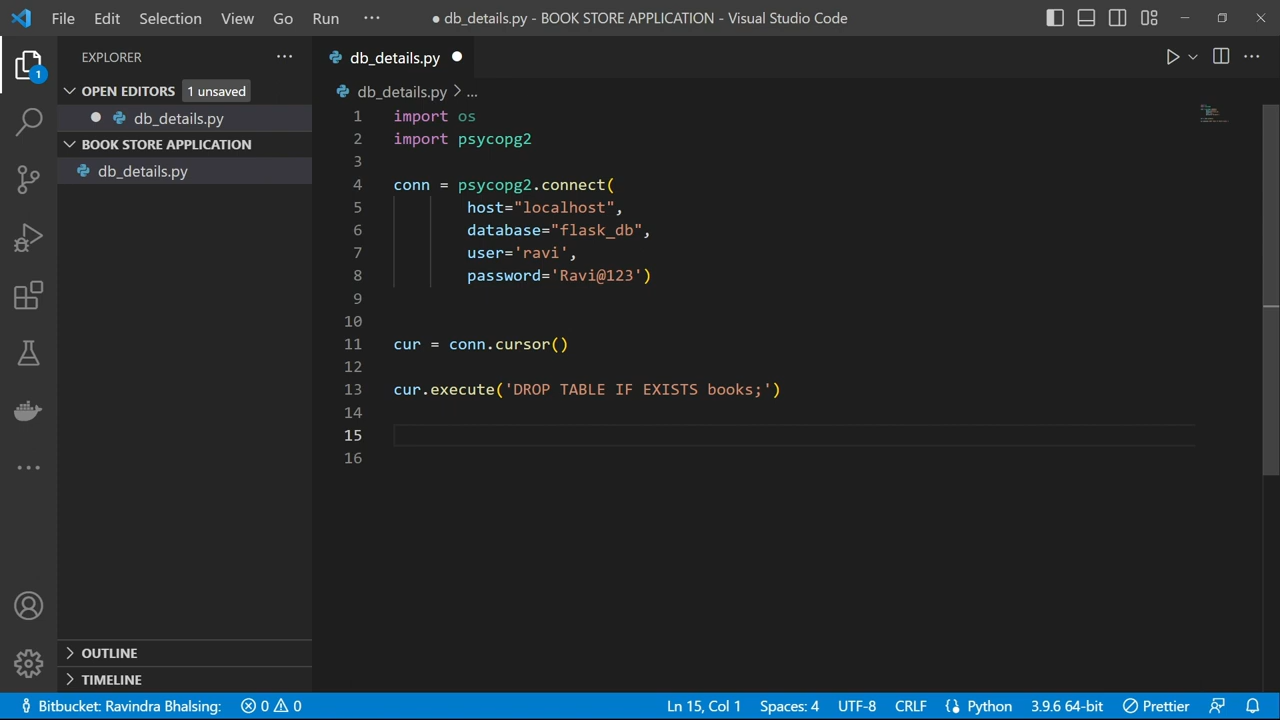 File Edit Selection View Go Run ··· ● db_details.py - BOOK STORE APPLICATION - Visual Studio Code
EXPLORER ···
OPEN EDITORS 1 unsaved
● db_details.py
BOOK STORE APPLICATION
db_details.py
OUTLINE
TIMELINE
1
db_details.py ●
db_details.py > ...
1 import os
2 import psycopg2
3
4 conn = psycopg2.connect(
5 host="localhost",
6 database="flask_db",
7 user='ravi',
8 password='Ravi@123')
9
10
11 cur = conn.cursor()
12
13 cur.execute('DROP TABLE IF EXISTS books;')
14
15
16
Bitbucket: Ravindra Bhalsing: 0 0 Ln 15, Col 1 Spaces: 4 UTF-8 CRLF Python 3.9.6 64-bit Prettier